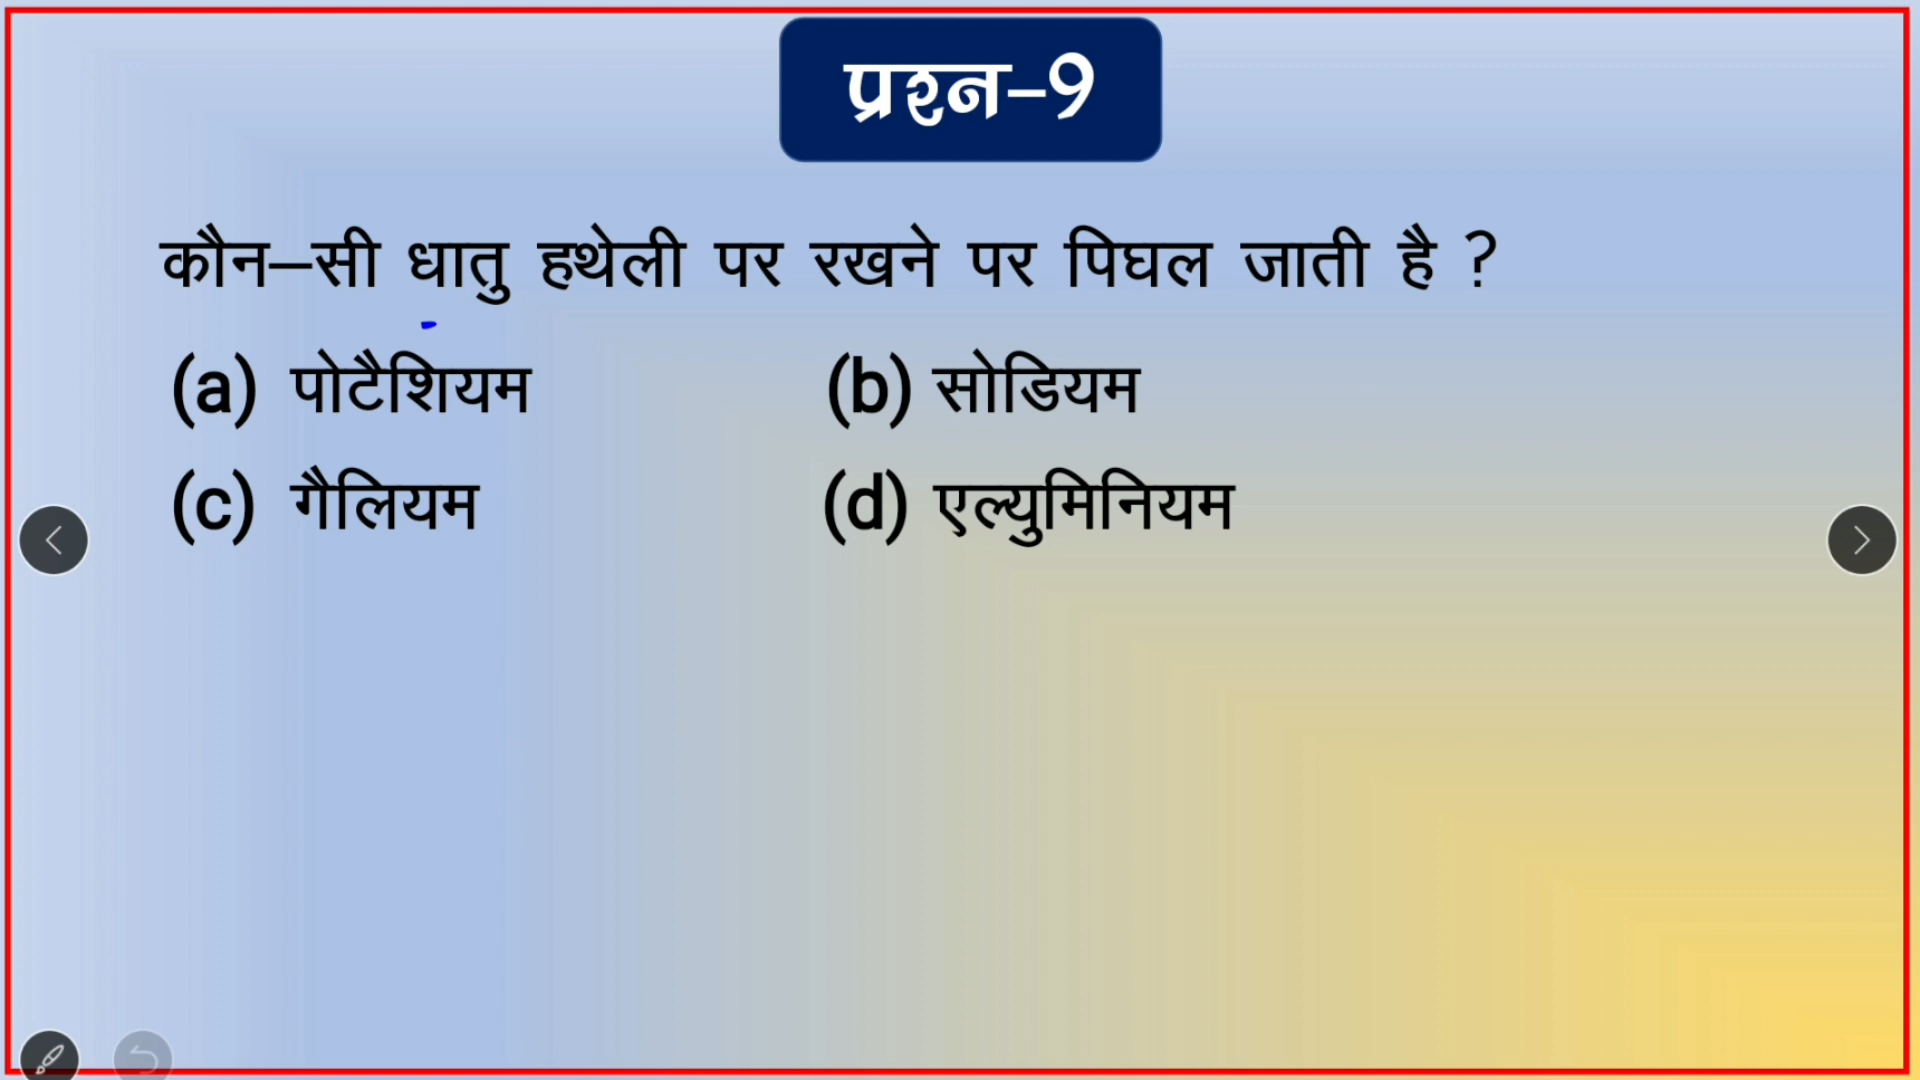 प्रश्न–9
कौन–सी धातु हथेली पर रखने पर पिघल जाती है ?
(a) पोटैशियम (b) सोडियम
(c) गैलियम (d) एल्युमिनियम